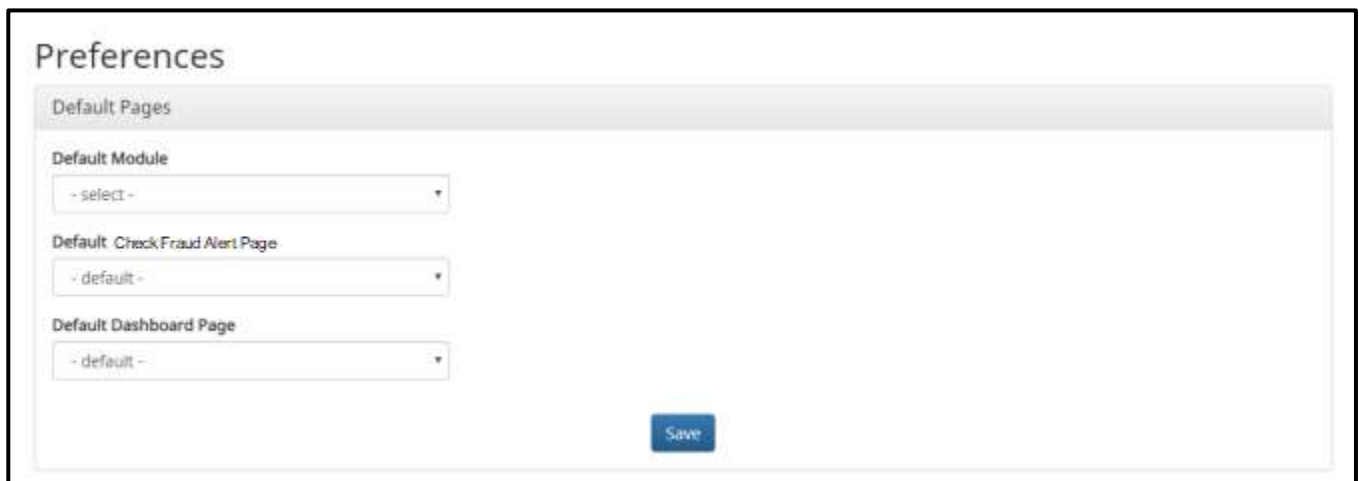 Preferences
Default Pages
Default Module
- select -
Default Check Fraud Alert Page
- default -
Default Dashboard Page
- default -
Save